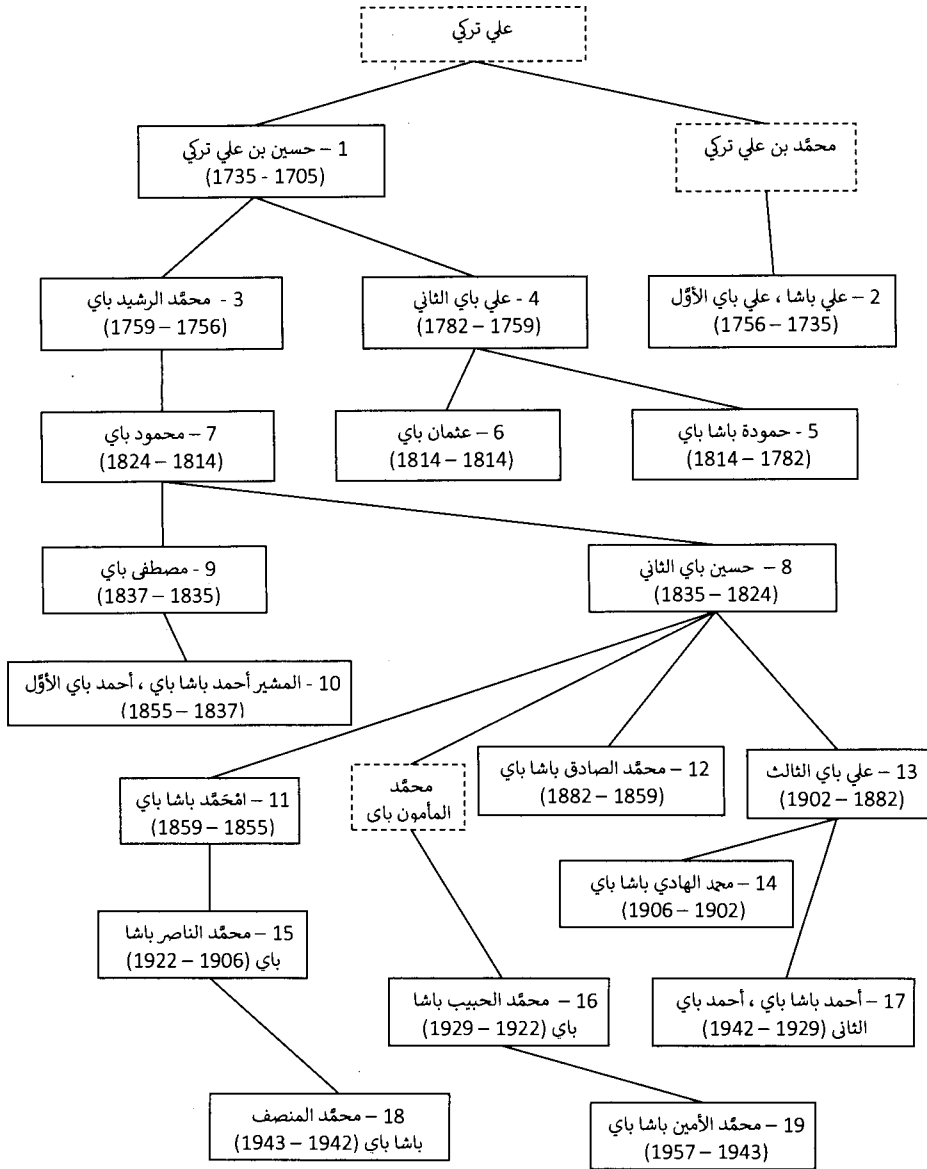 علي تركي
1 – حسين بن علي تركي
(1735 - 1705)
محمَّد بن علي تركي
3 - محمَّد الرشيد باي
(1759 – 1756)
4 - علي باي الثاني
(1782 – 1759)
2 – علي باشا ، علي باي الأوَّل
(1756 – 1735)
7 – محمود باي
(1824 – 1814)
6 – عثمان باي
(1814 – 1814)
5 - حمودة باشا باي
(1814 – 1782)
9 - مصطفى باي
(1837 – 1835)
8 – حسين باي الثاني
(1835 – 1824)
10 - المشير أحمد باشا باي ، أحمد باي الأوَّل
(1855 – 1837)
11 – امْحَمَّد باشا باي
(1859 – 1855)
محمَّد
المأمون باى
12 – محمَّد الصادق باشا باي
(1882 – 1859)
13 – علي باي الثالث
(1902 – 1882)
14 – محمد الهادي باشا باي
(1906 – 1902)
15 – محمَّد الناصر باشا
باي (1906 – 1922)
16 – محمَّد الحبيب باشا
باي (1922 – 1929)
17 – أحمد باشا باي ، أحمد باي
الثانى (1929 – 1942)
18 – محمَّد المنصف
باشا باي (1942 – 1943)
19 – محمَّد الأمين باشا باي
(1957 – 1943)